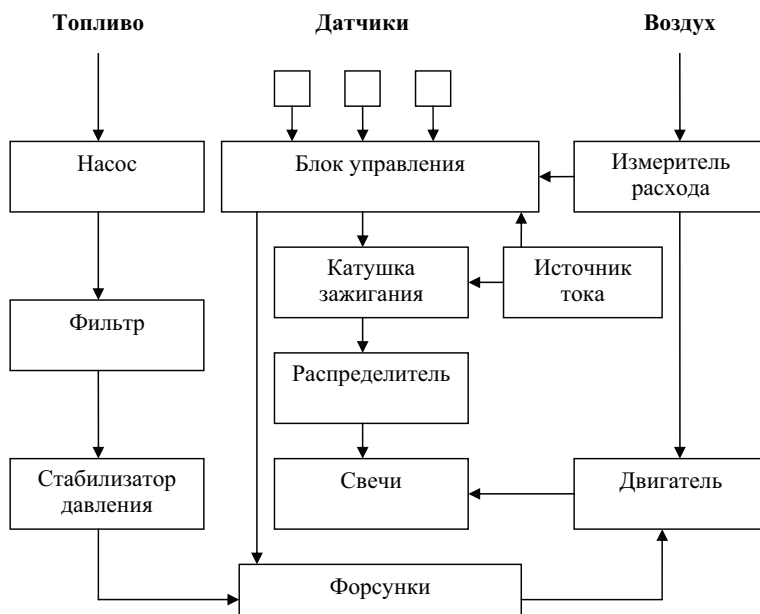 Топливо
Датчики
Воздух
Насос
Блок управления
Измеритель
расхода
Катушка
зажигания
Источник
тока
Фильтр
Распределитель
Стабилизатор
давления
Свечи
Двигатель
Форсунки